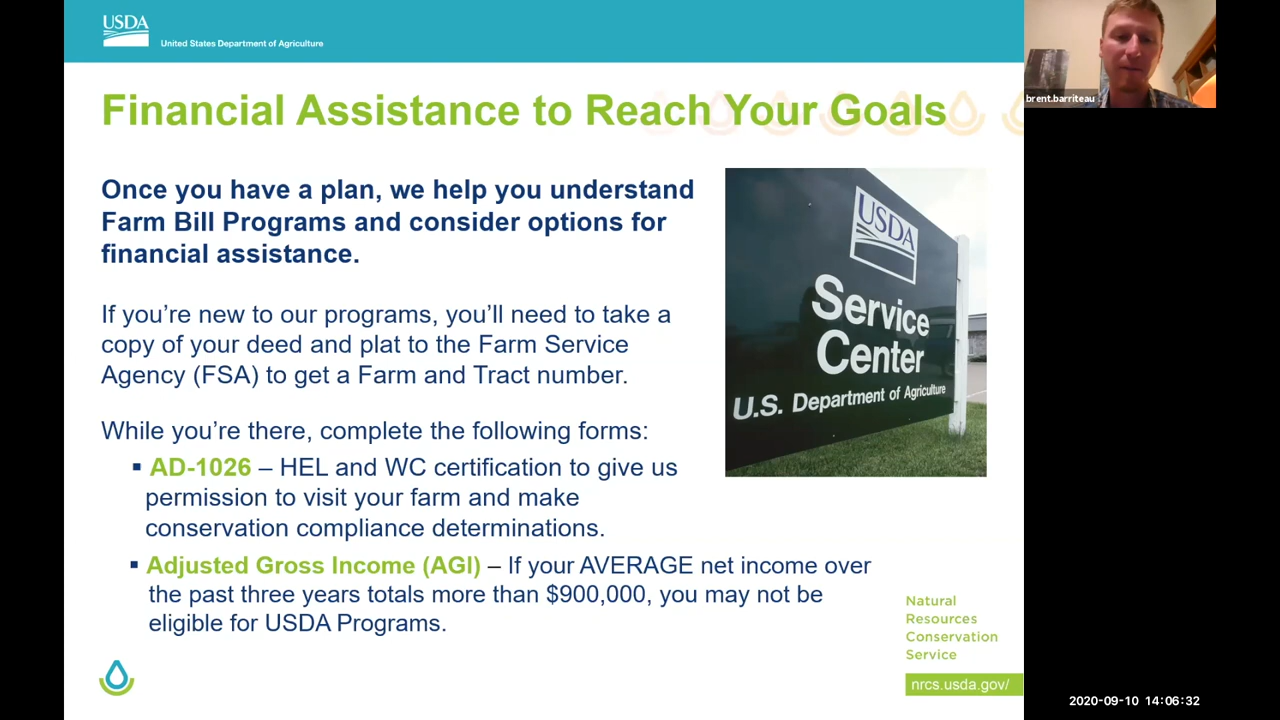 USDA
United States Department of Agriculture
brent.barriteau
Financial Assistance to Reach Your Goals
Once you have a plan, we help you understand
Farm Bill Programs and consider options for
financial assistance.
If you’re new to our programs, you’ll need to take a
copy of your deed and plat to the Farm Service
Agency (FSA) to get a Farm and Tract number.
While you’re there, complete the following forms:
▪ AD-1026 – HEL and WC certification to give us
permission to visit your farm and make
conservation compliance determinations.
▪ Adjusted Gross Income (AGI) – If your AVERAGE net income over
the past three years totals more than $900,000, you may not be
eligible for USDA Programs.
USDA
Service
Center
U.S. Department of Agriculture
Natural
Resources
Conservation
Service
nrcs.usda.gov/
2020-09-10 14:06:32